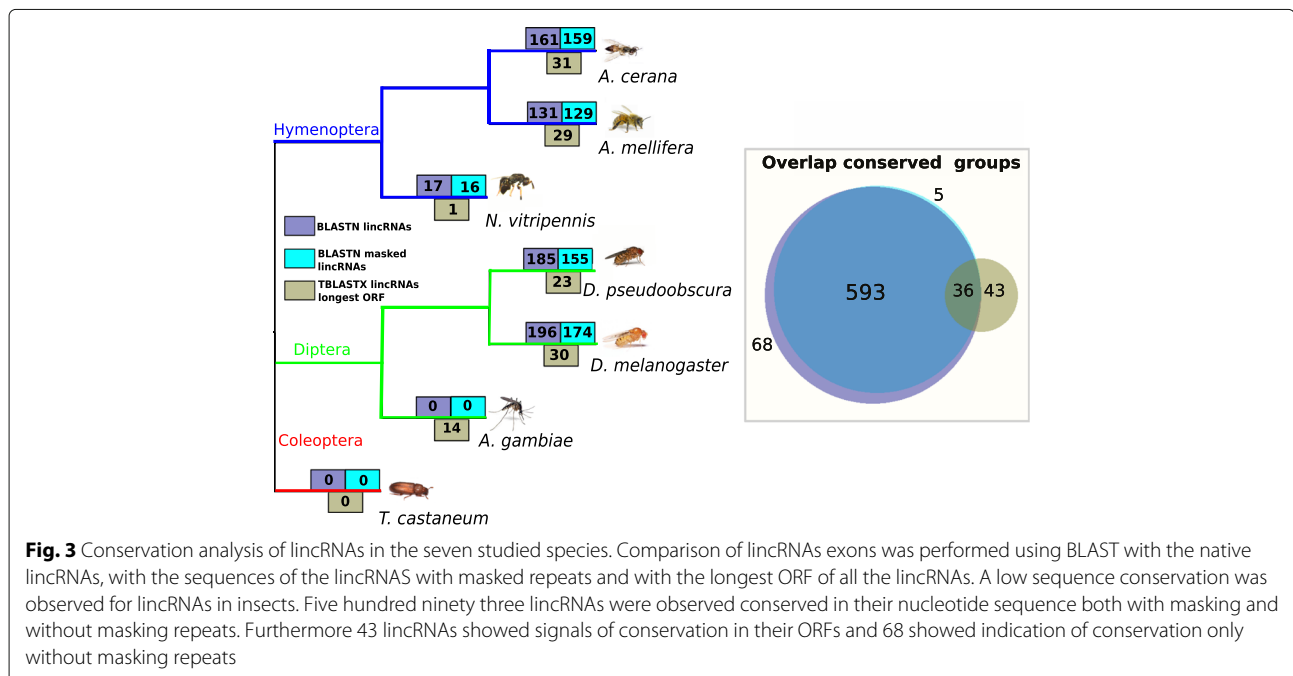 161 159
31
A. cerana
131 129
29
A. mellifera
Hymenoptera
17 16
1
N. vitripennis
BLASTN lincRNAs
BLASTN masked
lincRNAs
TBLASTX lincRNAs
longest ORF
185 155
23
D. pseudoobscura
196 174
30
D. melanogaster
Diptera
0 0
14
A. gambiae
Coleoptera
0 0
0
T. castaneum
Overlap conserved groups
5
593
36 43
68
Fig. 3 Conservation analysis of lincRNAs in the seven studied species. Comparison of lincRNAs exons was performed using BLAST with the native
lincRNAs, with the sequences of the lincRNAS with masked repeats and with the longest ORF of all the lincRNAs. A low sequence conservation was
observed for lincRNAs in insects. Five hundred ninety three lincRNAs were observed conserved in their nucleotide sequence both with masking and
without masking repeats. Furthermore 43 lincRNAs showed signals of conservation in their ORFs and 68 showed indication of conservation only
without masking repeats